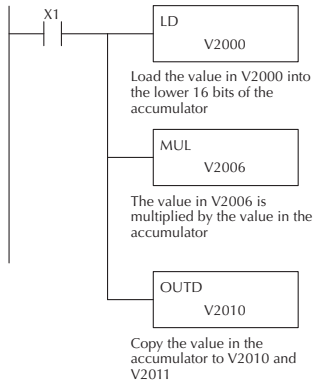 X1
LD
V2000
Load the value in V2000 into
the lower 16 bits of the
accumulator
MUL
V2006
The value in V2006 is
multiplied by the value in the
accumulator
OUTD
V2010
Copy the value in the
accumulator to V2010 and
V2011